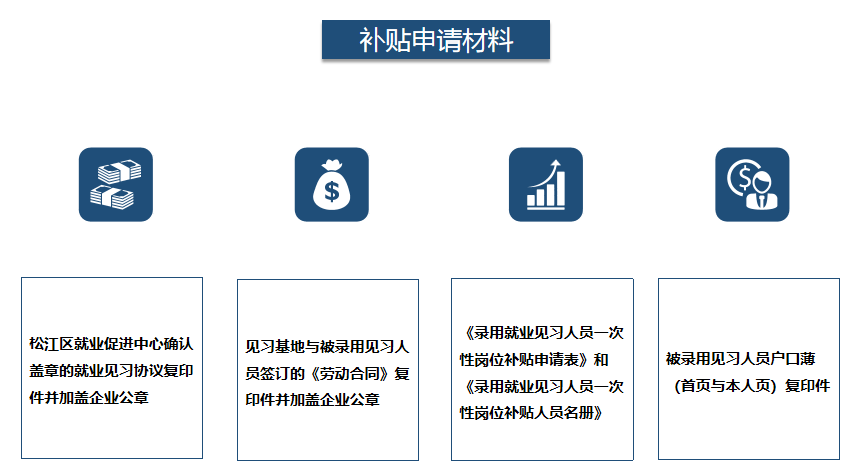 补贴申请材料
松江区就业促进中心确认
盖章的就业见习协议复印
件并加盖企业公章
见习基地与被录用见习人
员签订的《劳动合同》复
印件并加盖企业公章
《录用就业见习人员一次
性岗位补贴申请表》和
《录用就业见习人员一次
性岗位补贴人员名册》
被录用见习人员户口薄
（首页与本人页）复印件